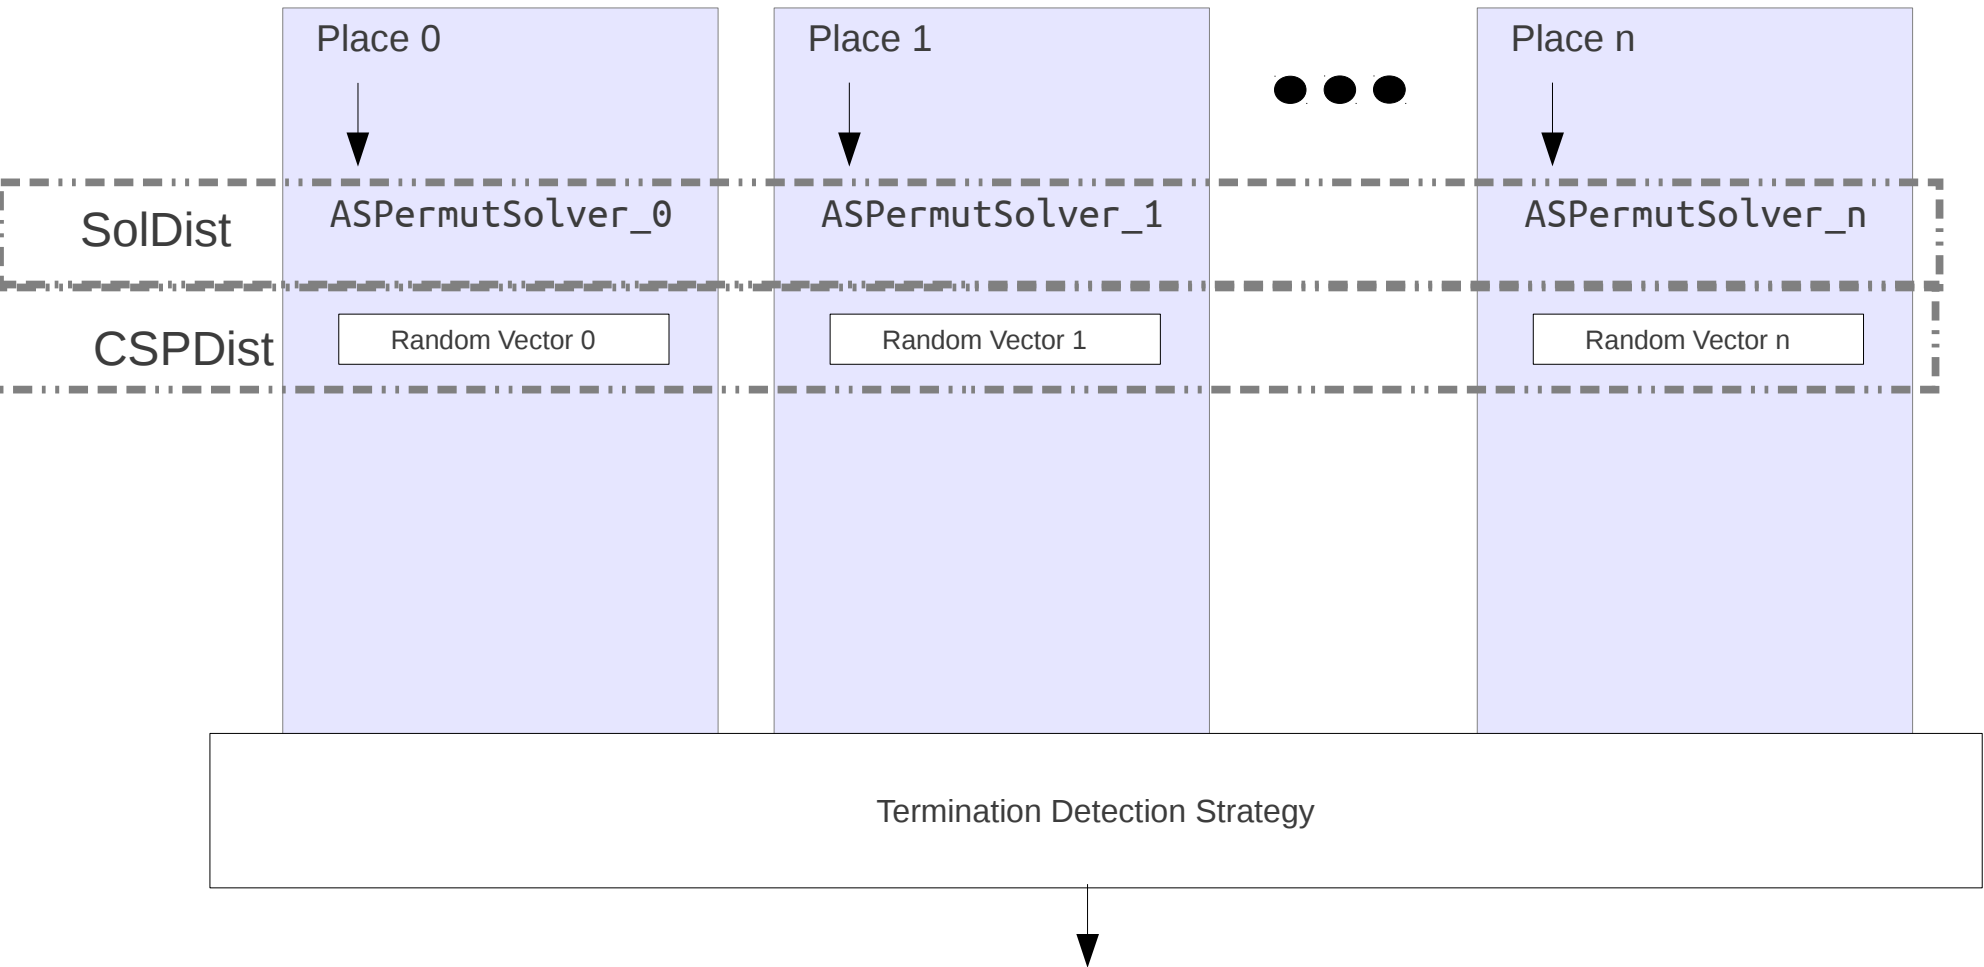 Place 0
Place 1
Place n
SolDist
ASPermutSolver_0
ASPermutSolver_1
ASPermutSolver_n
CSPDist
Random Vector 0
Random Vector 1
Random Vector n
Termination Detection Strategy